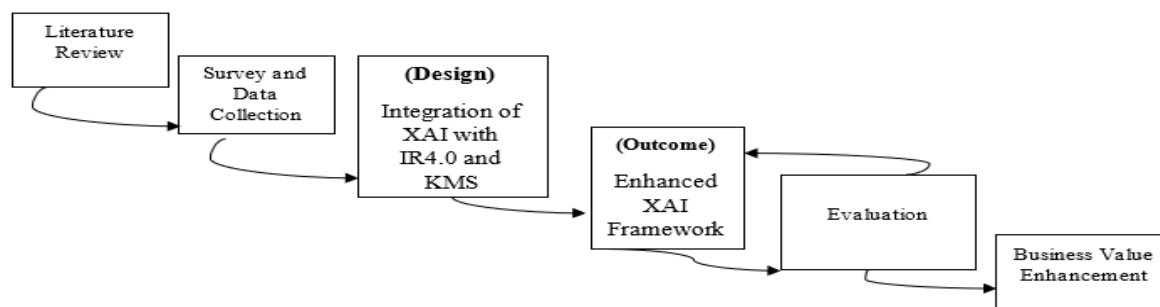 Literature
Review
Survey and
Data
Collection
(Design)
Integration of
XAI with
IR4.0 and
KMS
(Outcome)
Enhanced
XAI
Framework
Evaluation
Business Value
Enhancement